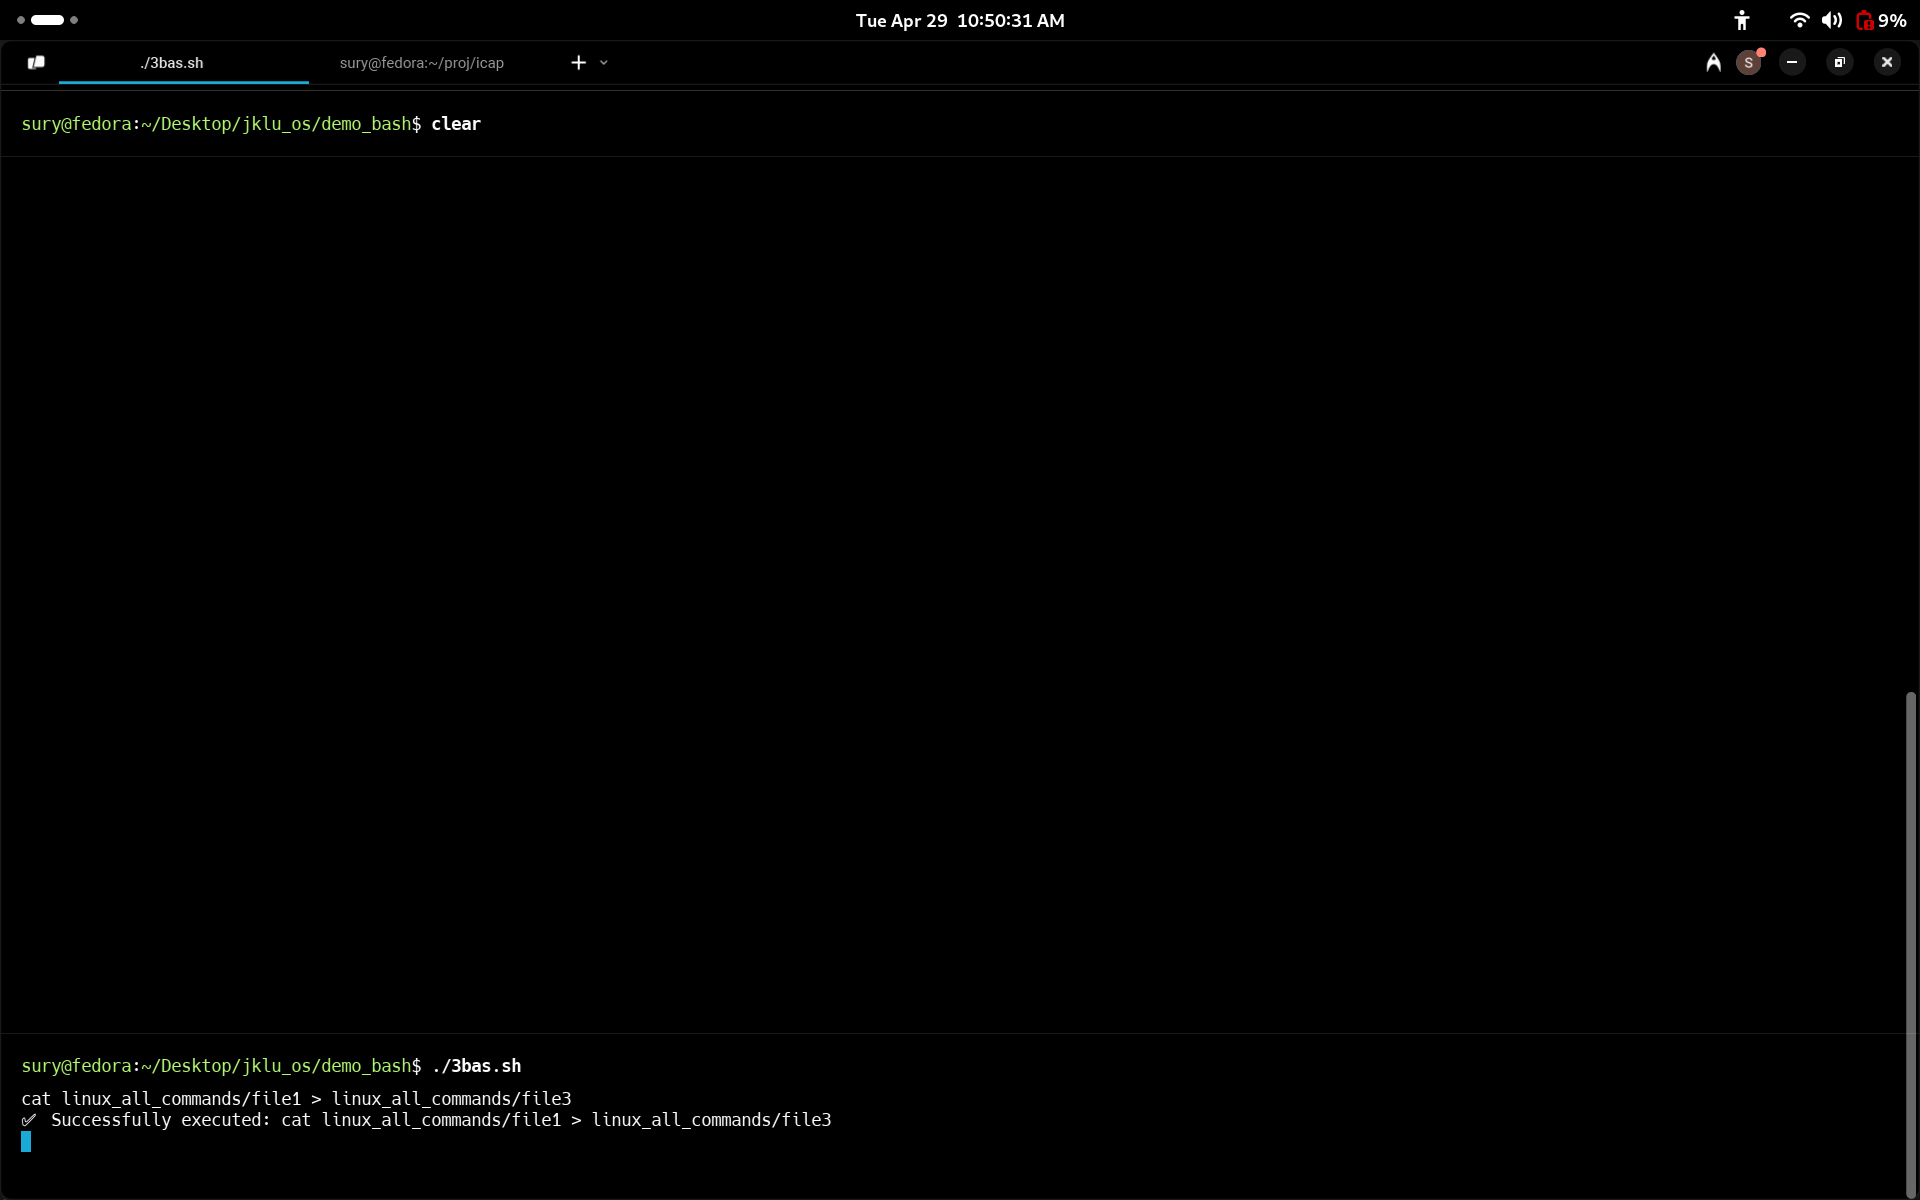 Tue Apr 29 10:50:31 AM
9%
./3bas.sh
sury@fedora:~/proj/icap
S
sury@fedora:~/Desktop/jklu_os/demo_bash$ clear
sury@fedora:~/Desktop/jklu_os/demo_bash$ ./3bas.sh
cat linux_all_commands/file1 > linux_all_commands/file3
✅ Successfully executed: cat linux_all_commands/file1 > linux_all_commands/file3